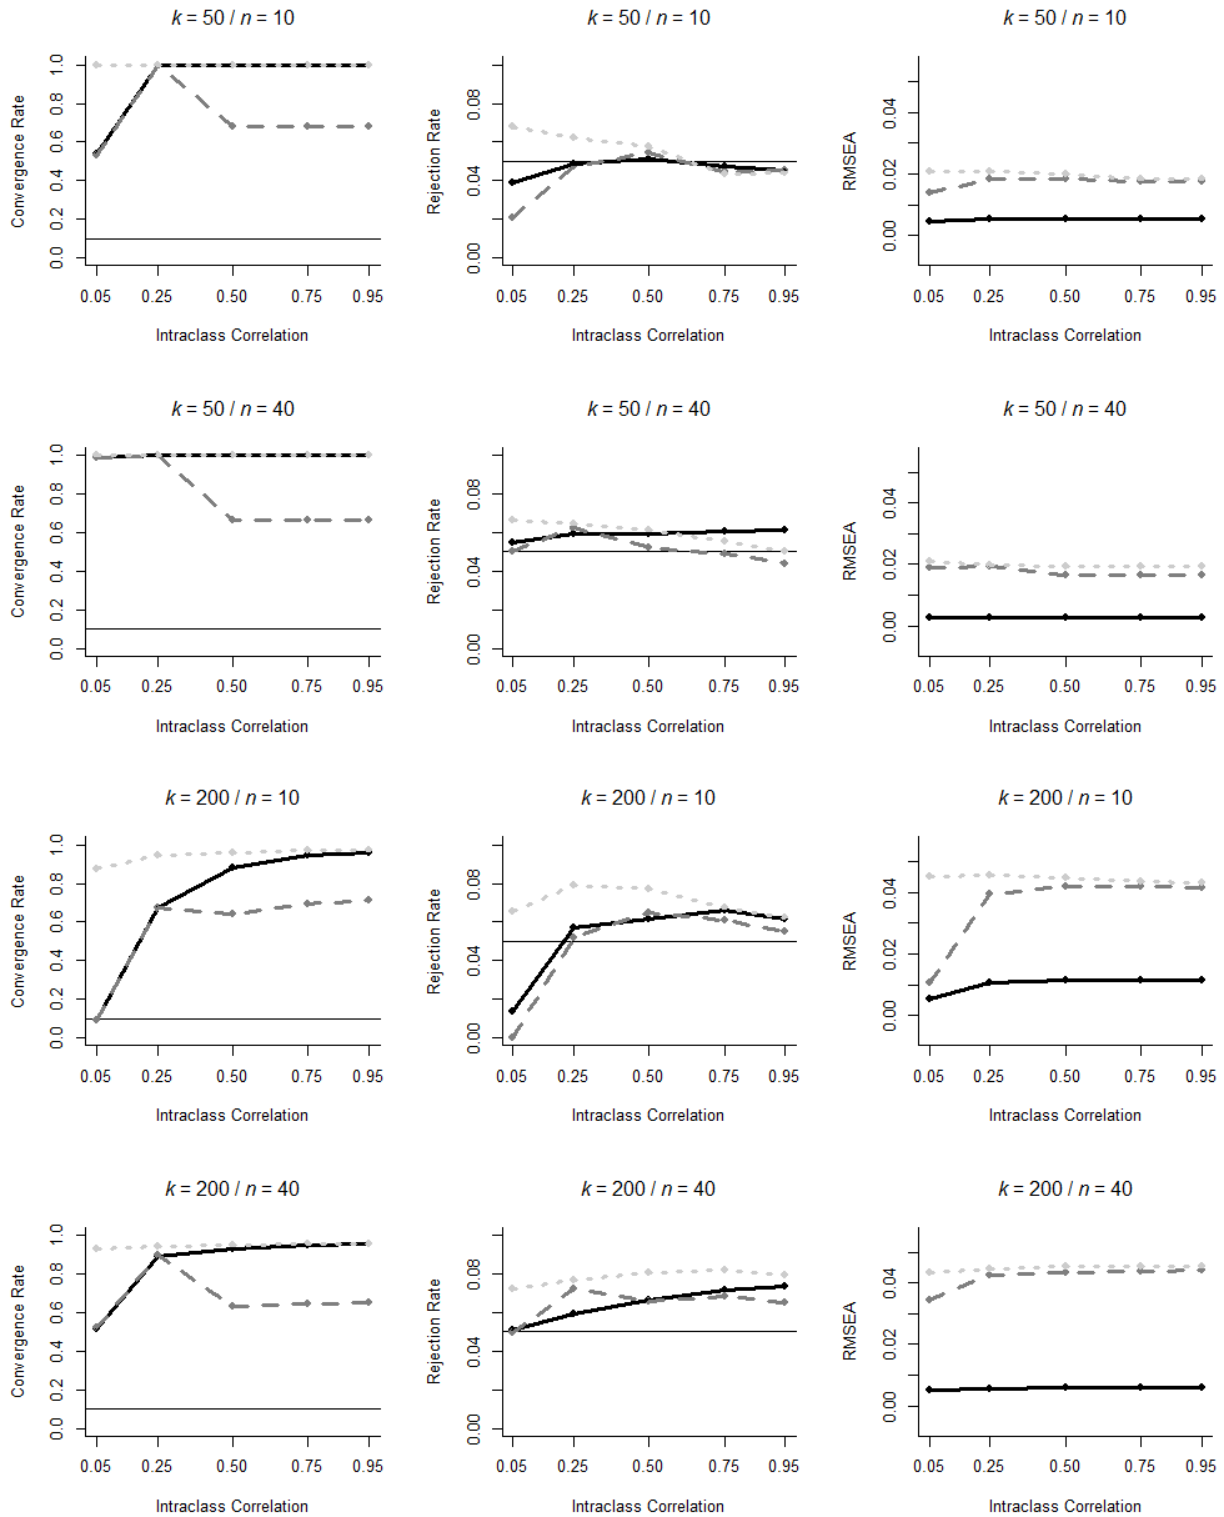 k = 50 / n = 10
k = 50 / n = 10
k = 50 / n = 10
Convergence Rate
0.0 0.2 0.4 0.6 0.8 1.0
0.05 0.25 0.50 0.75 0.95
Intraclass Correlation
Rejection Rate
0.00 0.04 0.08
0.05 0.25 0.50 0.75 0.95
Intraclass Correlation
RMSEA
0.00 0.02 0.04
0.05 0.25 0.50 0.75 0.95
Intraclass Correlation
k = 50 / n = 40
k = 50 / n = 40
k = 50 / n = 40
Convergence Rate
0.0 0.2 0.4 0.6 0.8 1.0
0.05 0.25 0.50 0.75 0.95
Intraclass Correlation
Rejection Rate
0.00 0.04 0.08
0.05 0.25 0.50 0.75 0.95
Intraclass Correlation
RMSEA
0.00 0.02 0.04
0.05 0.25 0.50 0.75 0.95
Intraclass Correlation
k = 200 / n = 10
k = 200 / n = 10
k = 200 / n = 10
Convergence Rate
0.0 0.2 0.4 0.6 0.8 1.0
0.05 0.25 0.50 0.75 0.95
Intraclass Correlation
Rejection Rate
0.00 0.04 0.08
0.05 0.25 0.50 0.75 0.95
Intraclass Correlation
RMSEA
0.00 0.02 0.04
0.05 0.25 0.50 0.75 0.95
Intraclass Correlation
k = 200 / n = 40
k = 200 / n = 40
k = 200 / n = 40
Convergence Rate
0.0 0.2 0.4 0.6 0.8 1.0
0.05 0.25 0.50 0.75 0.95
Intraclass Correlation
Rejection Rate
0.00 0.04 0.08
0.05 0.25 0.50 0.75 0.95
Intraclass Correlation
RMSEA
0.00 0.02 0.04
0.05 0.25 0.50 0.75 0.95
Intraclass Correlation